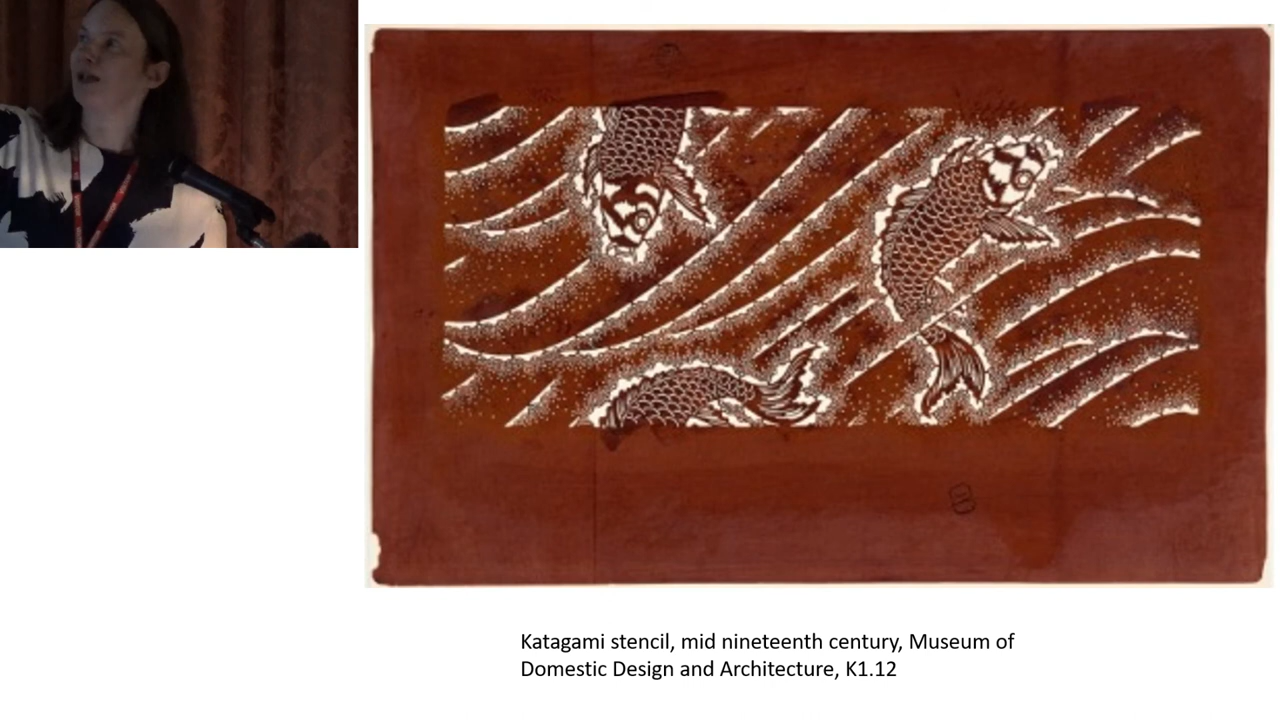 Katagami stencil, mid nineteenth century, Museum of
Domestic Design and Architecture, K1.12